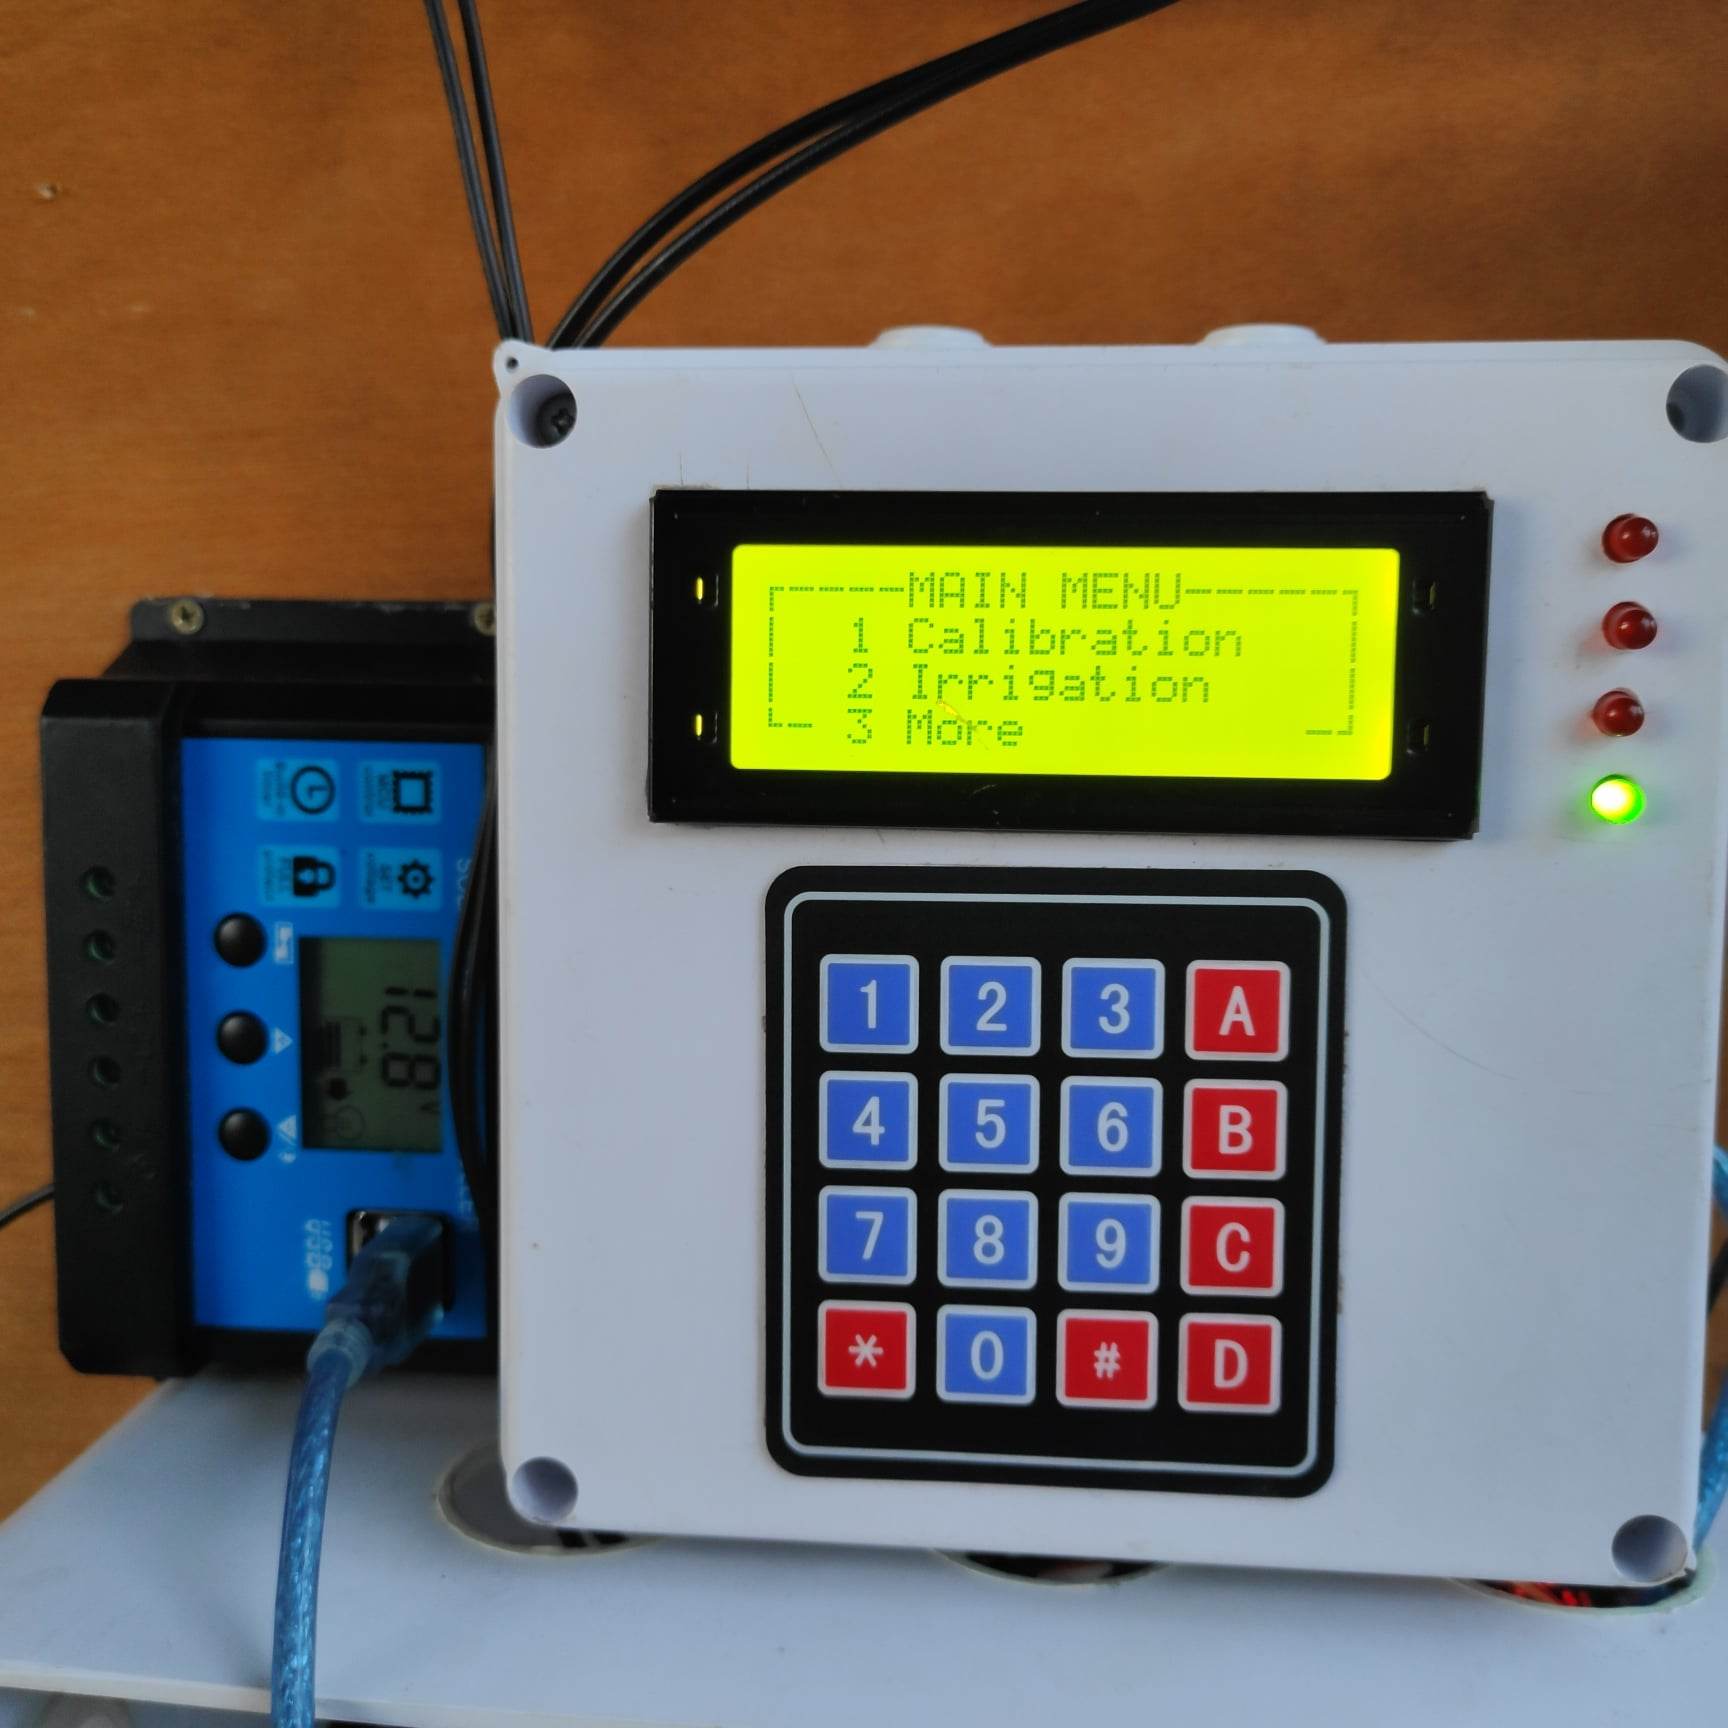 MAIN MENU
1 Calibration
2 Irrigation
3 More
1 2 3 A
4 5 6 B
7 8 9 C
* 0 # D
12.8 V